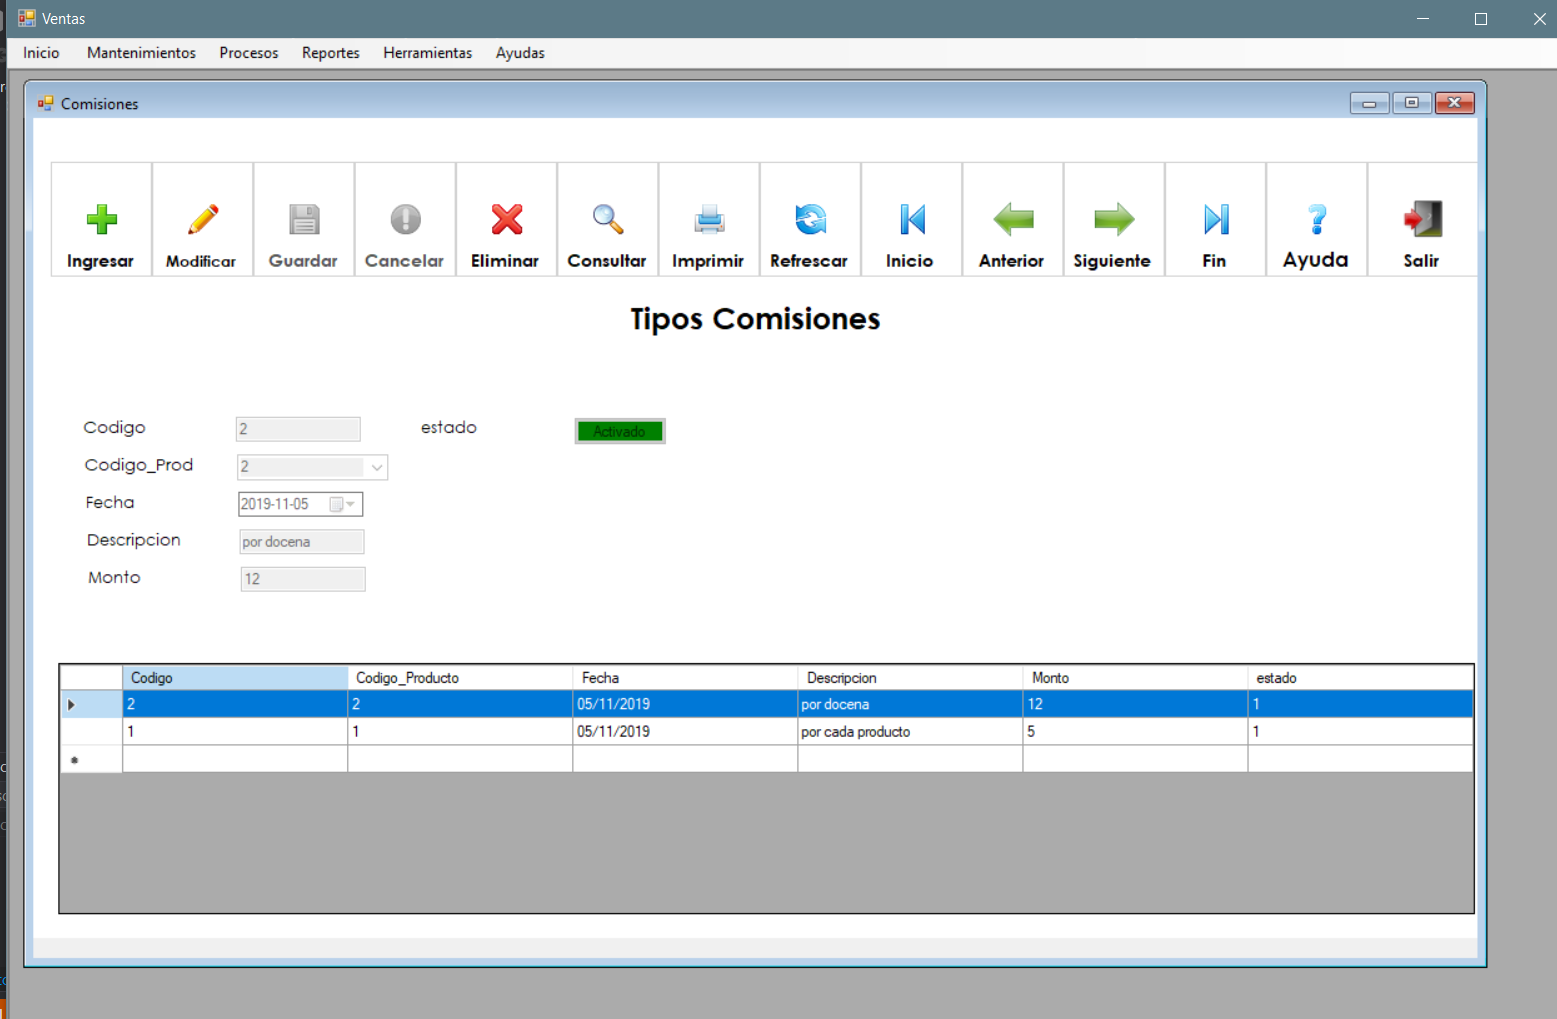 Ventas
Inicio Mantenimientos Procesos Reportes Herramientas Ayudas
Comisiones
Ingresar Modificar Guardar Cancelar Eliminar Consultar Imprimir Refrescar Inicio Anterior Siguiente Fin Ayuda Salir
Tipos Comisiones
Codigo 2 estado Activado
Codigo_Prod 2
Fecha 2019-11-05
Descripcion por docena
Monto 12
Codigo Codigo_Producto Fecha Descripcion Monto estado
2 2 05/11/2019 por docena 12 1
1 1 05/11/2019 por cada producto 5 1